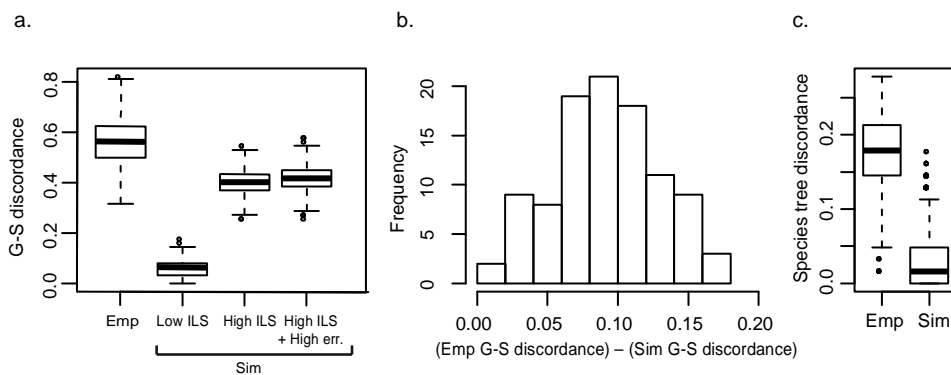 a.
G-S discordance
0.8
0.6
0.4
0.2
0.0
Emp
Low ILS
High ILS
High ILS
+ High err.
Sim
b.
Frequency
20
15
10
5
0
0.00 0.05 0.10 0.15 0.20
(Emp G-S discordance) – (Sim G-S discordance)
c.
Species tree discordance
0.2
0.1
0.0
Emp Sim